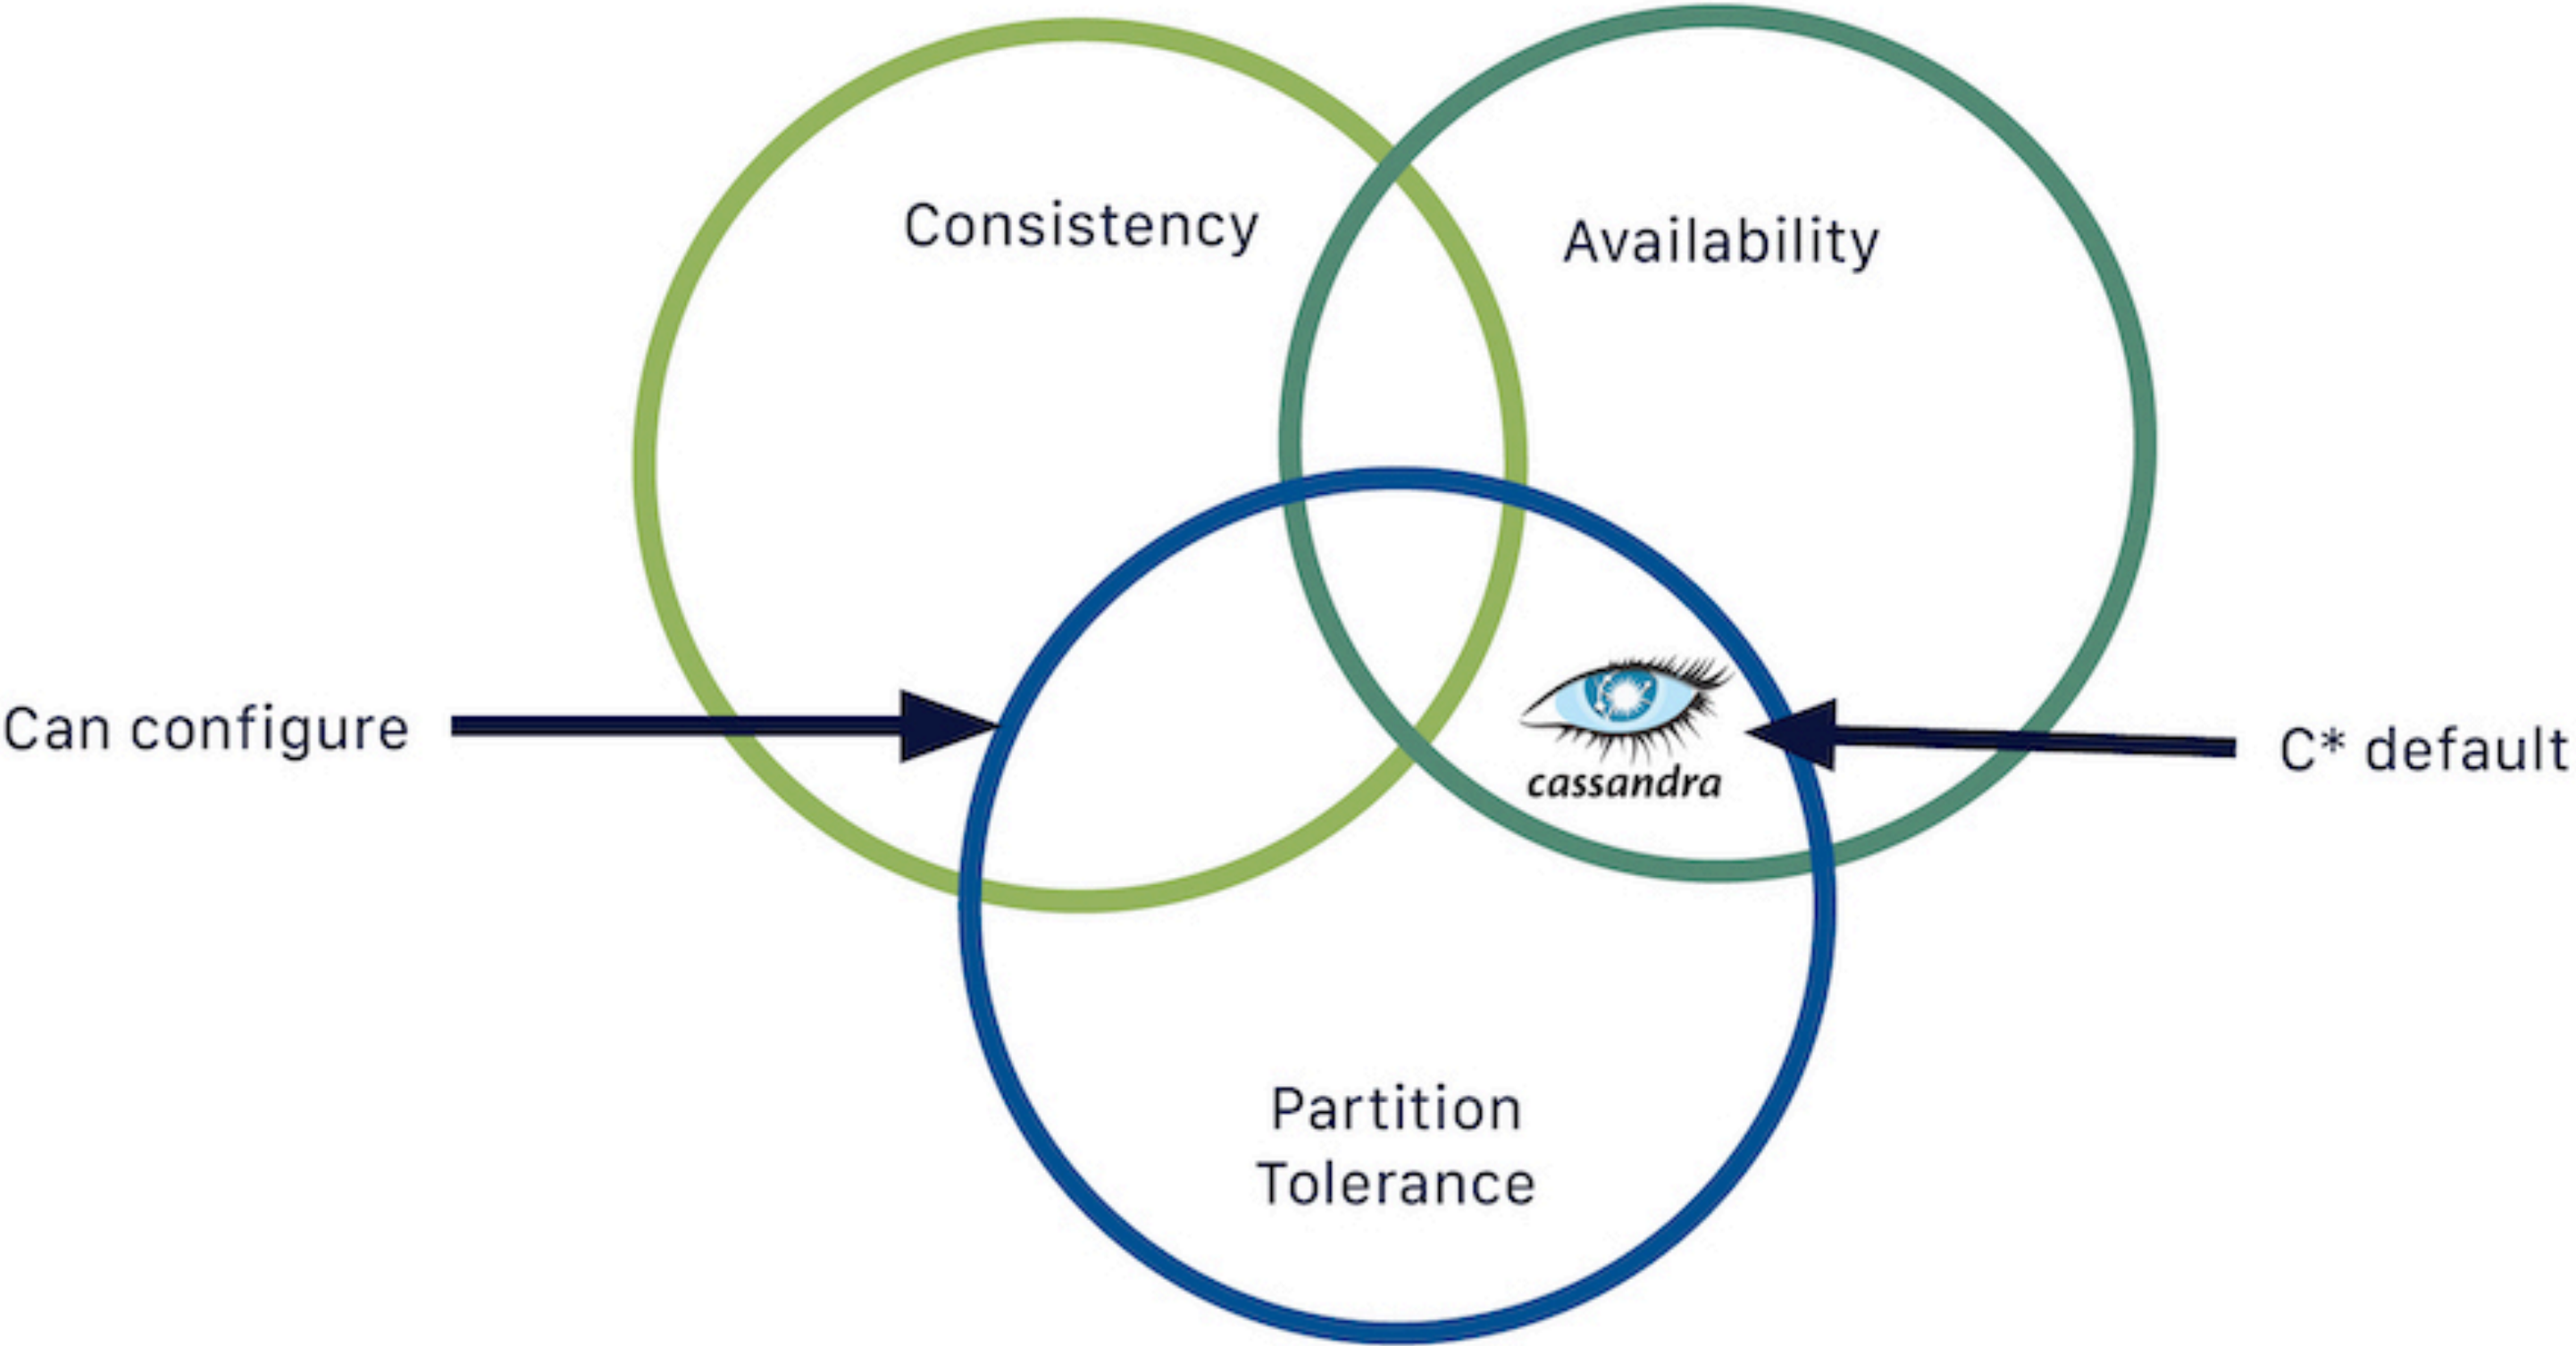 Consistency
Availability
Can configure
cassandra
C* default
Partition
Tolerance